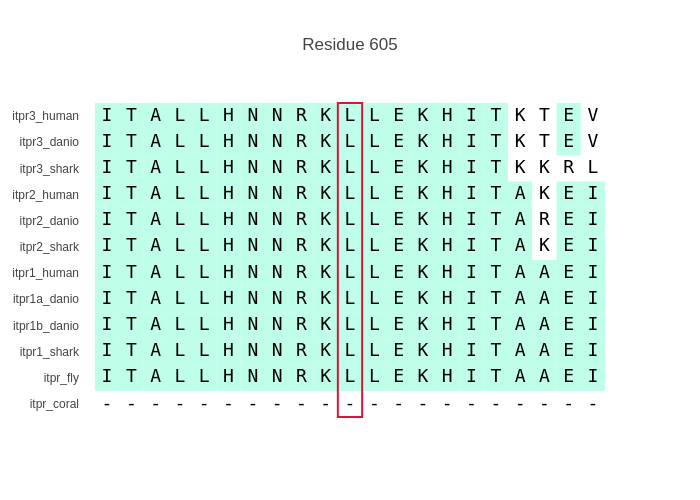 Residue 605
itpr3_human I T A L L H N N R K L L E K H I T K T E V
itpr3_danio I T A L L H N N R K L L E K H I T K T E V
itpr3_shark I T A L L H N N R K L L E K H I T K K R L
itpr2_human I T A L L H N N R K L L E K H I T A K E I
itpr2_danio I T A L L H N N R K L L E K H I T A R E I
itpr2_shark I T A L L H N N R K L L E K H I T A K E I
itpr1_human I T A L L H N N R K L L E K H I T A A E I
itpr1a_danio I T A L L H N N R K L L E K H I T A A E I
itpr1b_danio I T A L L H N N R K L L E K H I T A A E I
itpr1_shark I T A L L H N N R K L L E K H I T A A E I
itpr_fly I T A L L H N N R K L L E K H I T A A E I
itpr_coral - - - - - - - - - - - - - - - - - - - - -